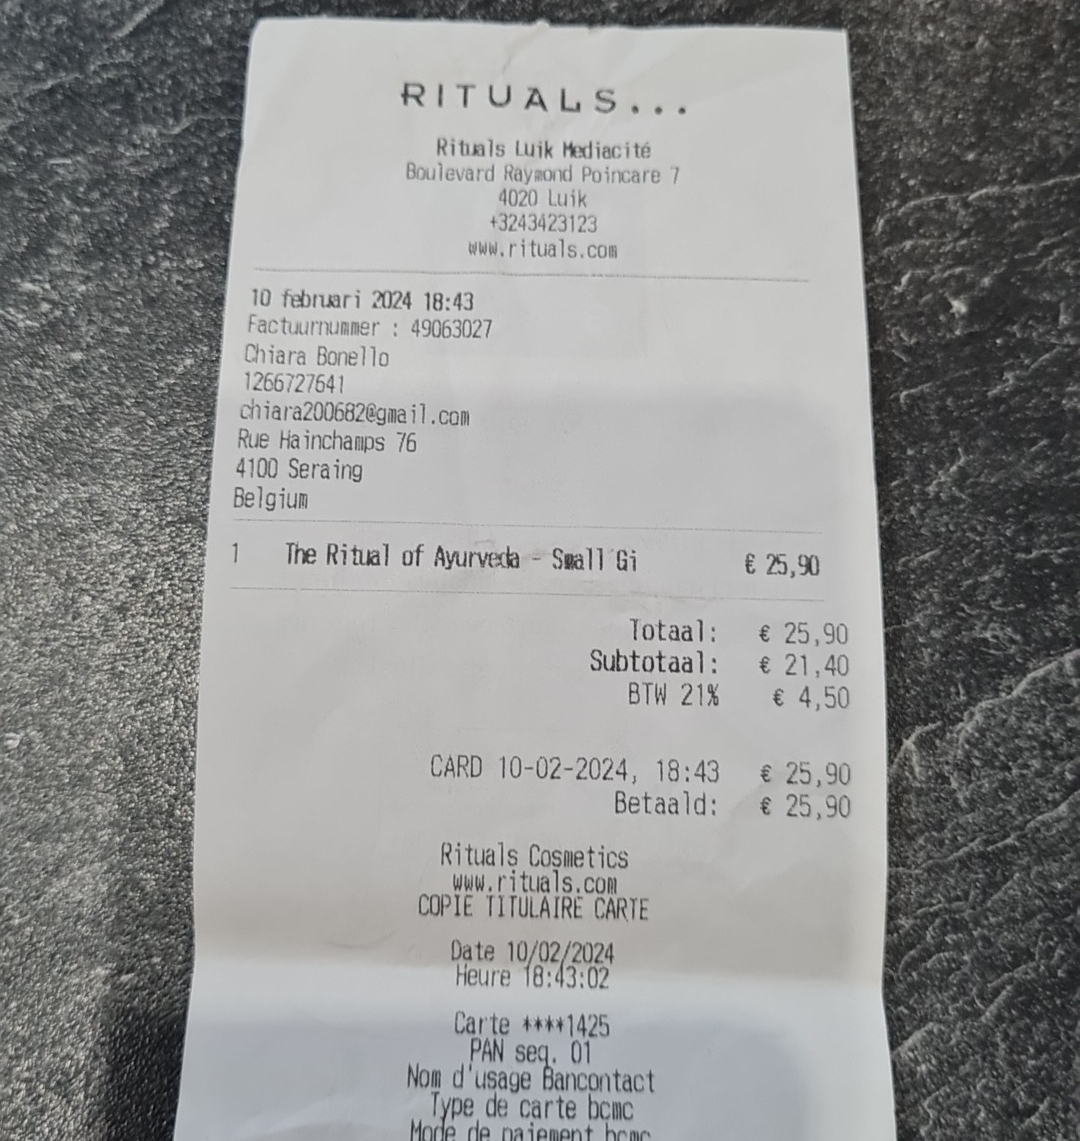 RITUALS...
Rituals Luik Mediacité
Boulevard Raymond Poincare 7
4020 Luik
+3243423123
www.rituals.com
10 februari 2024 18:43
Factuurnummer : 49063027
Chiara Bonello
1266727641
chiara200682@gmail.com
Rue Hainchamps 76
4100 Seraing
Belgium
1 The Ritual of Ayurveda - Small Gi € 25,90
Totaal: € 25,90
Subtotaal: € 21,40
BTW 21% € 4,50
CARD 10-02-2024, 18:43 € 25,90
Betaald: € 25,90
Rituals Cosmetics
www.rituals.com
COPIE TITULAIRE CARTE
Date 10/02/2024
Heure 18:43:02
Carte ****1425
PAN seq. 01
Nom d'usage Bancontact
Type de carte bcmc
Mode de paiement bcmc